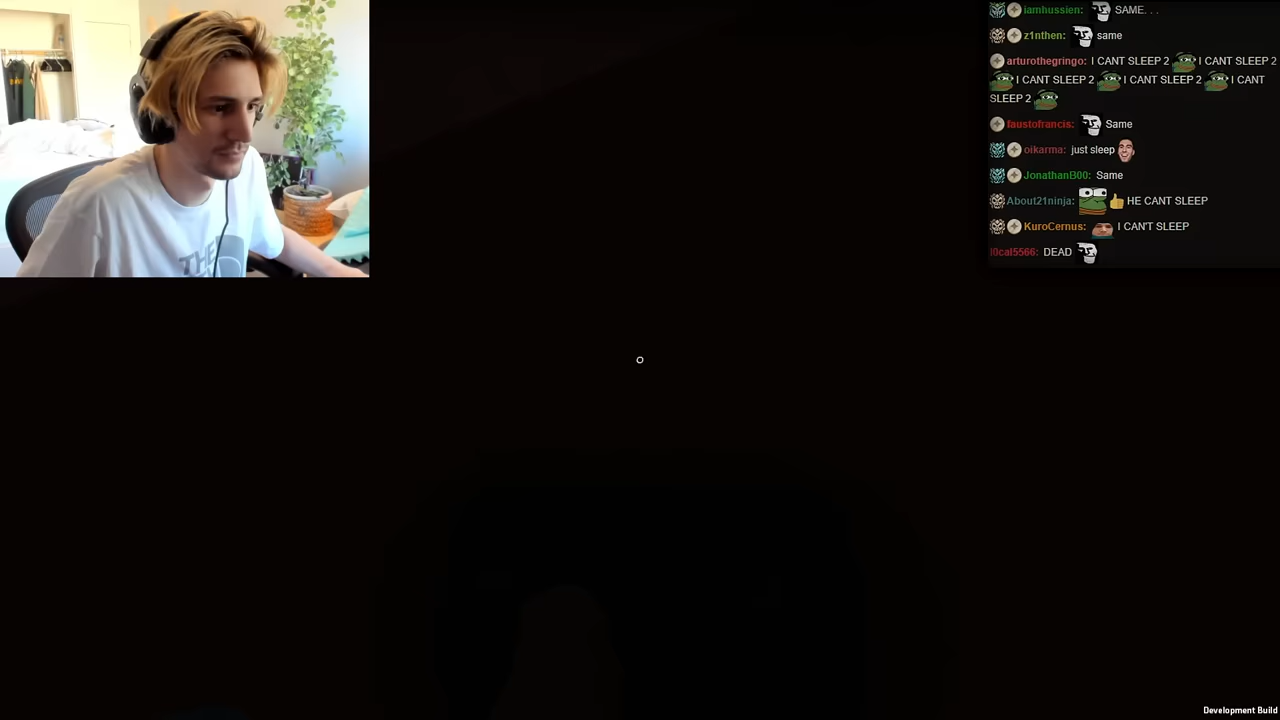 iamhussien: SAME. . .
z1nthen: same
arturothegringo: I CANT SLEEP 2 I CANT SLEEP 2
I CANT SLEEP 2 I CANT SLEEP 2 I CANT
SLEEP 2
faustofrancis: Same
oikarma: just sleep
JonathanB00: Same
About21ninja: HE CANT SLEEP
KuroCernus: I CAN'T SLEEP
l0cal5566: DEAD
THE
Development Build